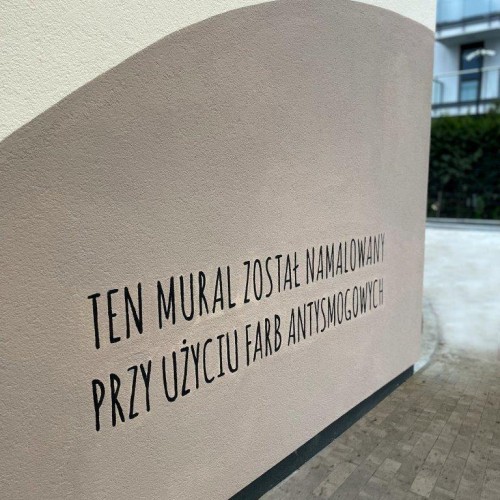 TEN MURAL ZOSTAŁ NAMALOWANY
PRZY UŻYCIU FARB ANTYSMOGOWYCH